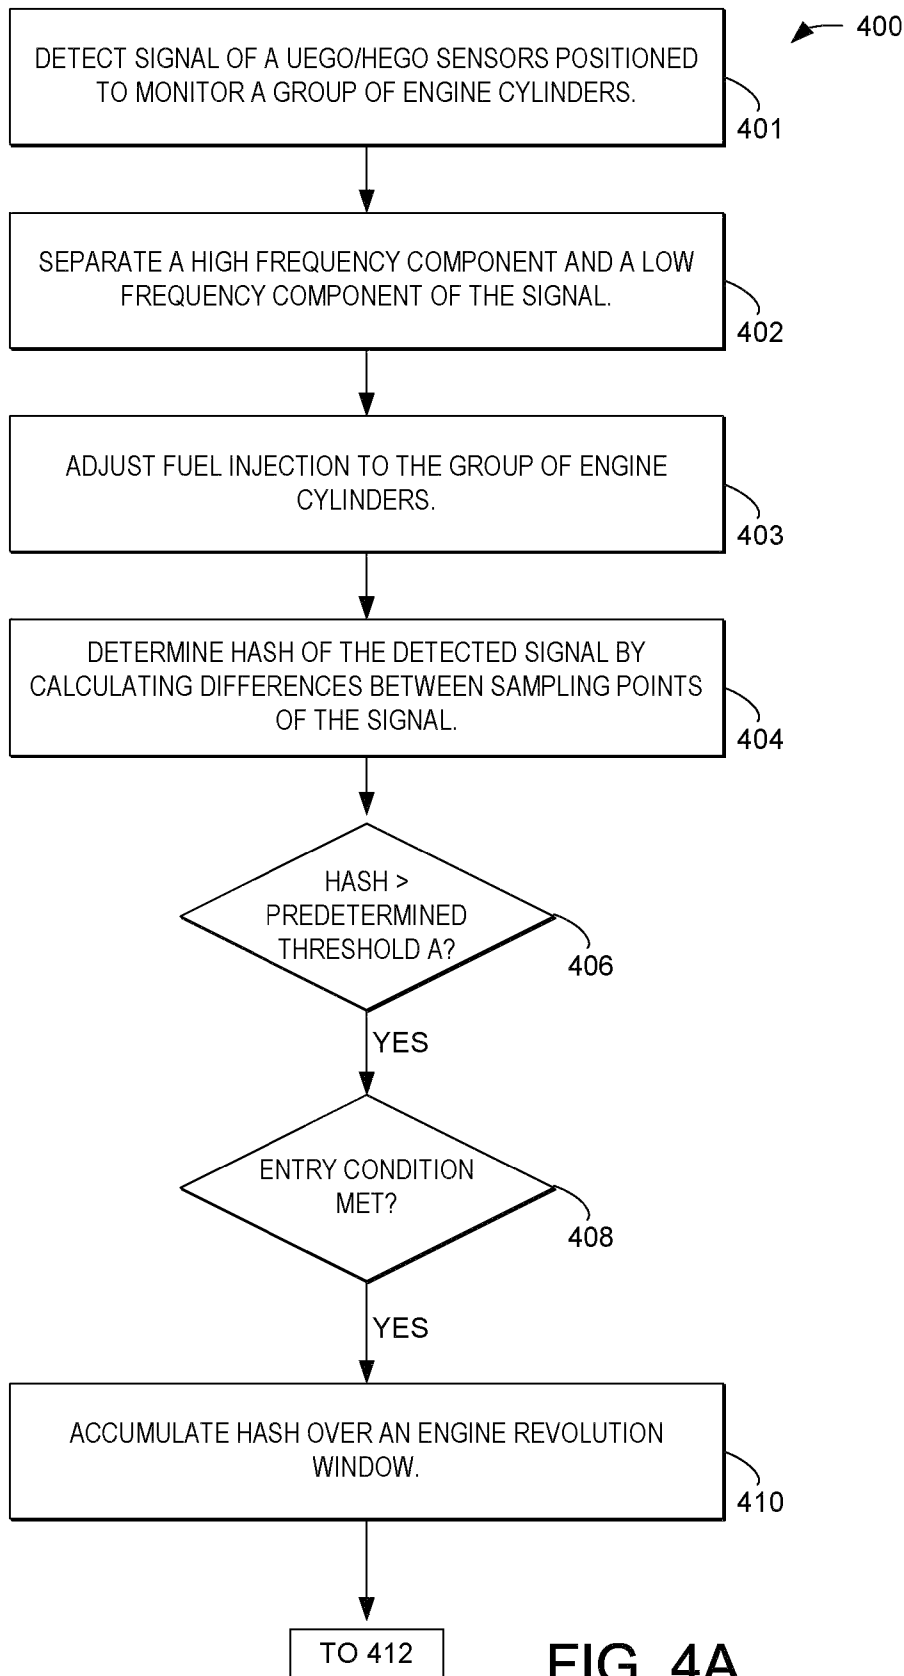 400
DETECT SIGNAL OF A UEGO/HEGO SENSORS POSITIONED
TO MONITOR A GROUP OF ENGINE CYLINDERS.
401
SEPARATE A HIGH FREQUENCY COMPONENT AND A LOW
FREQUENCY COMPONENT OF THE SIGNAL.
402
ADJUST FUEL INJECTION TO THE GROUP OF ENGINE
CYLINDERS.
403
DETERMINE HASH OF THE DETECTED SIGNAL BY
CALCULATING DIFFERENCES BETWEEN SAMPLING POINTS
OF THE SIGNAL.
404
HASH >
PREDETERMINED
THRESHOLD A?
406
YES
ENTRY CONDITION
MET?
408
YES
ACCUMULATE HASH OVER AN ENGINE REVOLUTION
WINDOW.
410
TO 412
FIG. 4A